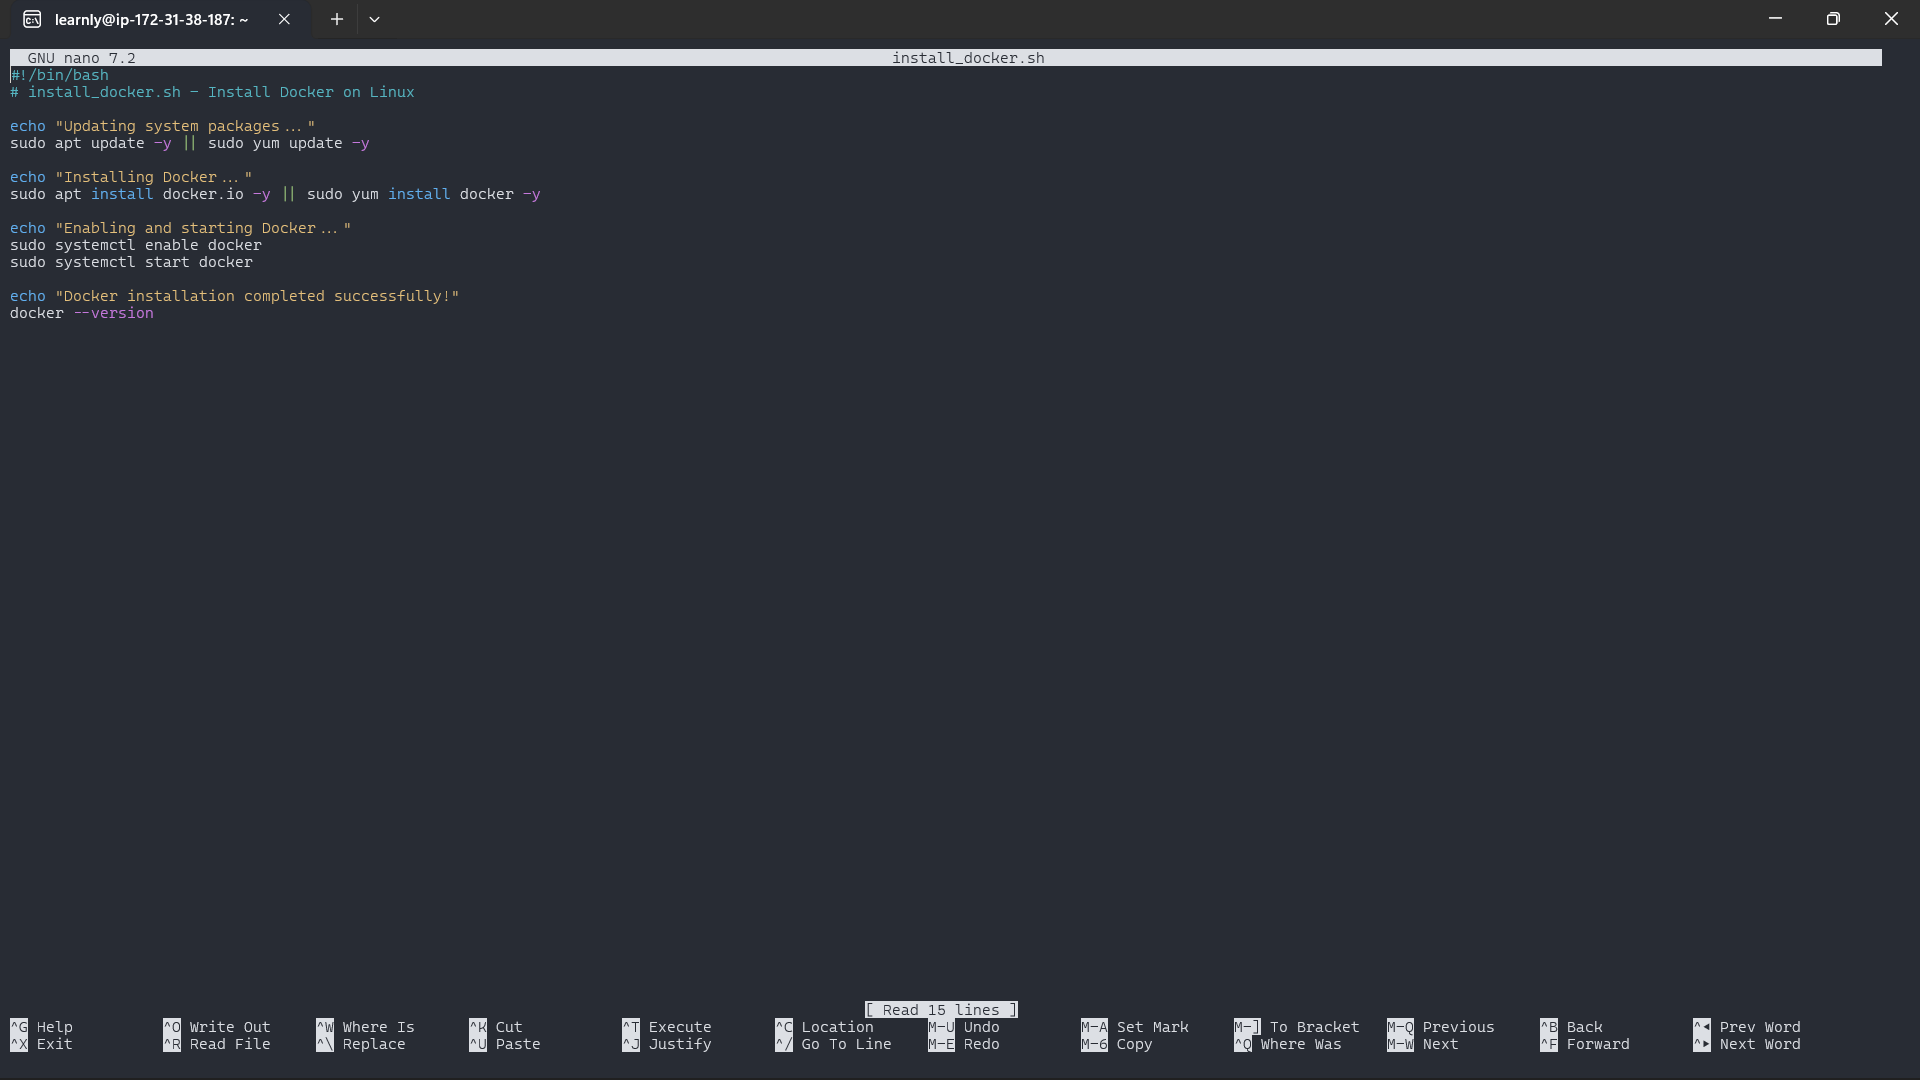 learnly@ip-172-31-38-187: ~
GNU nano 7.2 install_docker.sh
#!/bin/bash
# install_docker.sh - Install Docker on Linux

echo "Updating system packages..."
sudo apt update -y || sudo yum update -y

echo "Installing Docker..."
sudo apt install docker.io -y || sudo yum install docker -y

echo "Enabling and starting Docker..."
sudo systemctl enable docker
sudo systemctl start docker

echo "Docker installation completed successfully!"
docker --version
[ Read 15 lines ]
^G Help ^O Write Out ^W Where Is ^K Cut ^T Execute ^C Location M-U Undo M-A Set Mark M-] To Bracket M-Q Previous ^B Back ^◂ Prev Word
^X Exit ^R Read File ^\ Replace ^U Paste ^J Justify ^/ Go To Line M-E Redo M-6 Copy ^Q Where Was M-W Next ^F Forward ^▸ Next Word